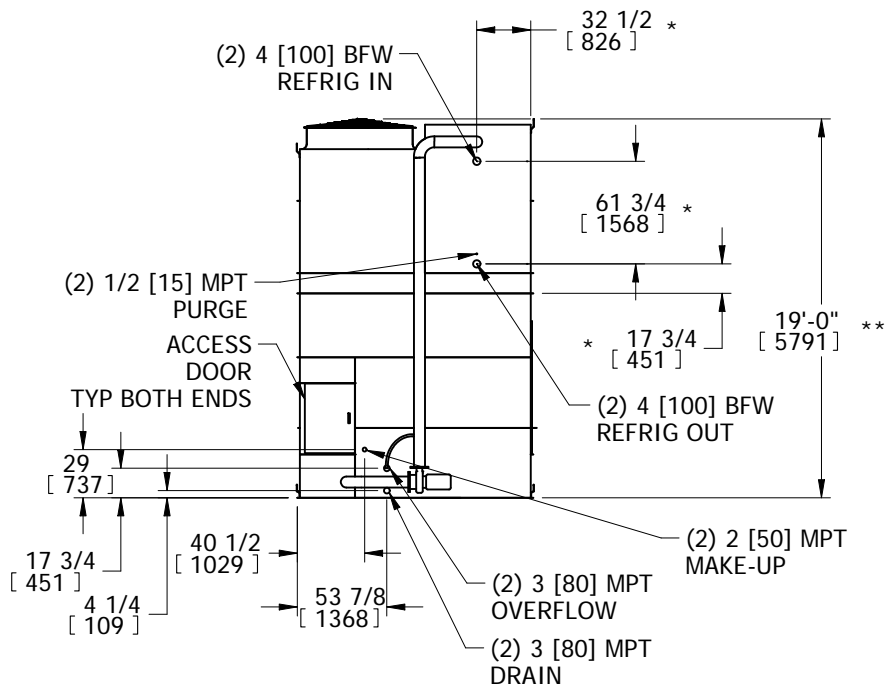 32 1/2 *
[ 826 ]
(2) 4 [100] BFW
REFRIG IN
61 3/4 *
[ 1568 ]
(2) 1/2 [15] MPT
PURGE
19'-0" **
[ 5791 ]
* 17 3/4
[ 451 ]
ACCESS
DOOR
TYP BOTH ENDS
(2) 4 [100] BFW
REFRIG OUT
29
[ 737 ]
17 3/4
[ 451 ]
4 1/4
[ 109 ]
40 1/2
[ 1029 ]
53 7/8
[ 1368 ]
(2) 2 [50] MPT
MAKE-UP
(2) 3 [80] MPT
OVERFLOW
(2) 3 [80] MPT
DRAIN